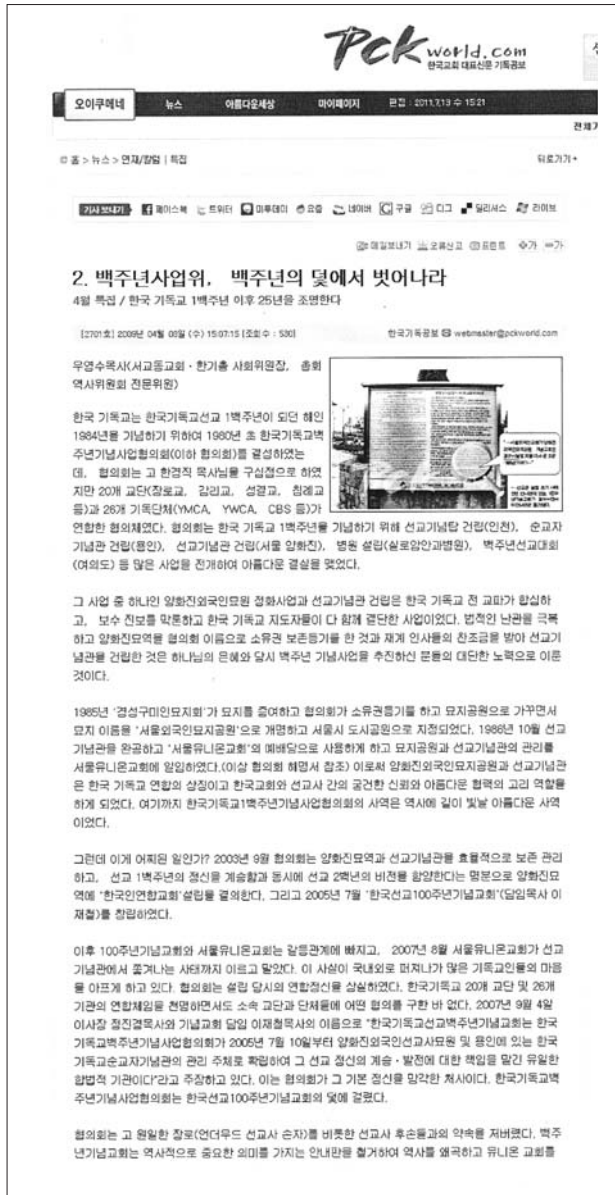 Pckworld.com
한국교회 대표신문 기독공보
오이쿠메네 뉴스 아름다운세상 마이페이지 편집 : 2011.7.13 수 15:21
전체기
홈 > 뉴스 > 연재/칼럼 | 특집 뒤로가기
기사 보내기 페이스북 트위터 미투데이 요즘 네이버 구글 디그 딜리셔스 라이브
메일보내기 오류신고 프린트 가 가
2. 백주년사업위, 백주년의 덫에서 벗어나라
4월 특집 / 한국 기독교 1백주년 이후 25년을 조명한다
[2701호] 2009년 04월 08일 (수) 15:07:15 [조회수 : 530] 한국기독공보 webmaster@pckworld.com
우영수목사(서교동교회ㆍ한기총 사회위원장, 총회
역사위원회 전문위원)
한국 기독교는 한국기독교선교 1백주년이 되던 해인
1984년을 기념하기 위하여 1980년 초 한국기독교백
주년기념사업협의회(이하 협의회)를 결성하였는
데, 협의회는 고 한경직 목사님을 구심점으로 하였
지만 20개 교단(장로교, 감리교, 성결교, 침례교
등)과 26개 기독단체(YMCA, YWCA, CBS 등)가
연합한 협의체였다. 협의회는 한국 기독교 1백주년을 기념하기 위해 선교기념탑 건립(인천), 순교자
기념관 건립(용인), 선교기념관 건립(서울 양화진), 병원 설립(실로암안과병원), 백주년선교대회
(여의도) 등 많은 사업을 전개하여 아름다운 결실을 맺었다.
그 사업 중 하나인 양화진외국인묘원 정화사업과 선교기념관 건립은 한국 기독교 전 교파가 합심하
고, 보수 진보를 막론하고 한국 기독교 지도자들이 다 함께 결단한 사업이었다. 법적인 난관을 극복
하고 양화진묘역을 협의회 이름으로 소유권 보존등기를 한 것과 재계 인사들의 찬조금을 받아 선교기
념관을 건립한 것은 하나님의 은혜와 당시 백주년 기념사업을 추진하신 분들의 대단한 노력으로 이룬
것이다.
1985년 '경성구미인묘지회'가 묘지를 증여하고 협의회가 소유권등기를 하고 묘지공원으로 가꾸면서
묘지 이름을 '서울외국인묘지공원'으로 개명하고 서울시 도시공원으로 지정되었다. 1986년 10월 선교
기념관을 완공하고 '서울유니온교회'의 예배당으로 사용하게 하고 묘지공원과 선교기념관의 관리를
서울유니온교회에 일임하였다.(이상 협의회 해명서 참조) 이로써 양화진외국인묘지공원과 선교기념관
은 한국 기독교 연합의 상징이고 한국교회와 선교사 간의 굳건한 신뢰와 아름다운 협력의 고리 역할을
하게 되었다. 여기까지 한국기독교1백주년기념사업협의회의 사역은 역사에 길이 빛날 아름다운 사역
이었다.
그런데 이게 어찌된 일인가? 2003년 9월 협의회는 양화진묘역과 선교기념관을 효율적으로 보존 관리
하고, 선교 1백주년의 정신을 계승함과 동시에 선교 2백년의 비전을 함양한다는 명분으로 양화진묘
역에 '한국인연합교회'설립을 결의한다. 그리고 2005년 7월 '한국선교100주년기념교회'(담임목사 이
재철)를 창립하였다.
이후 100주년기념교회와 서울유니온교회는 갈등관계에 빠지고, 2007년 8월 서울유니온교회가 선교
기념관에서 쫓겨나는 사태까지 이르고 말았다. 이 사실이 국내외로 퍼져나가 많은 기독교인들의 마음
을 아프게 하고 있다. 협의회는 설립 당시의 연합정신을 상실하였다. 한국기독교 20개 교단 및 26개
기관의 연합체임을 천명하면서도 소속 교단과 단체들에 어떤 협의를 구한 바 없다. 2007년 9월 4일
이사장 정진경목사와 기념교회 담임 이재철목사의 이름으로 "한국기독교선교백주년기념교회는 한국
기독교백주년기념사업협의회가 2005년 7월 10일부터 양화진외국인선교사묘원 및 용인에 있는 한국
기독교순교자기념관의 관리 주체로 확립하여 그 선교 정신의 계승ㆍ발전에 대한 책임을 맡긴 유일한
합법적 기관이다"라고 주장하고 있다. 이는 협의회가 그 기본 정신을 망각한 처사이다. 한국기독교백
주년기념사업협의회는 한국선교100주년기념교회의 덫에 걸렸다.
협의회는 고 원일한 장로(언더우드 선교사 손자)를 비롯한 선교사 후손들과의 약속을 저버렸다. 백주
년기념교회는 역사적으로 중요한 의미를 가지는 안내판을 철거하여 역사를 왜곡하고 유니온 교회를